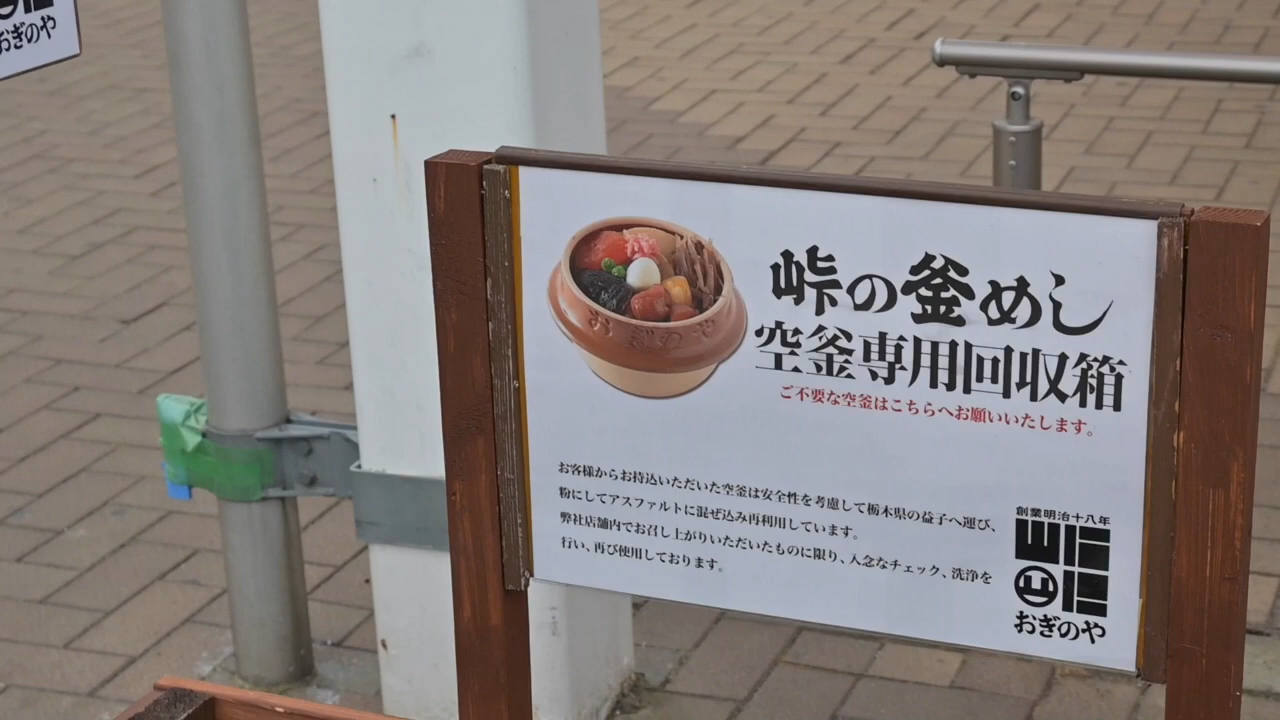 おぎのや
おぎのや
峠の釜めし
空釜専用回収箱
ご不要な空釜はこちらへお願いいたします。
お客様からお持込いただいた空釜は安全性を考慮して栃木県の益子へ運び、
粉にしてアスファルトに混ぜ込み再利用しています。
弊社店舗内でお召し上がりいただいたものに限り、入念なチェック、洗浄を
行い、再び使用しております。
創業明治十八年
おぎのや